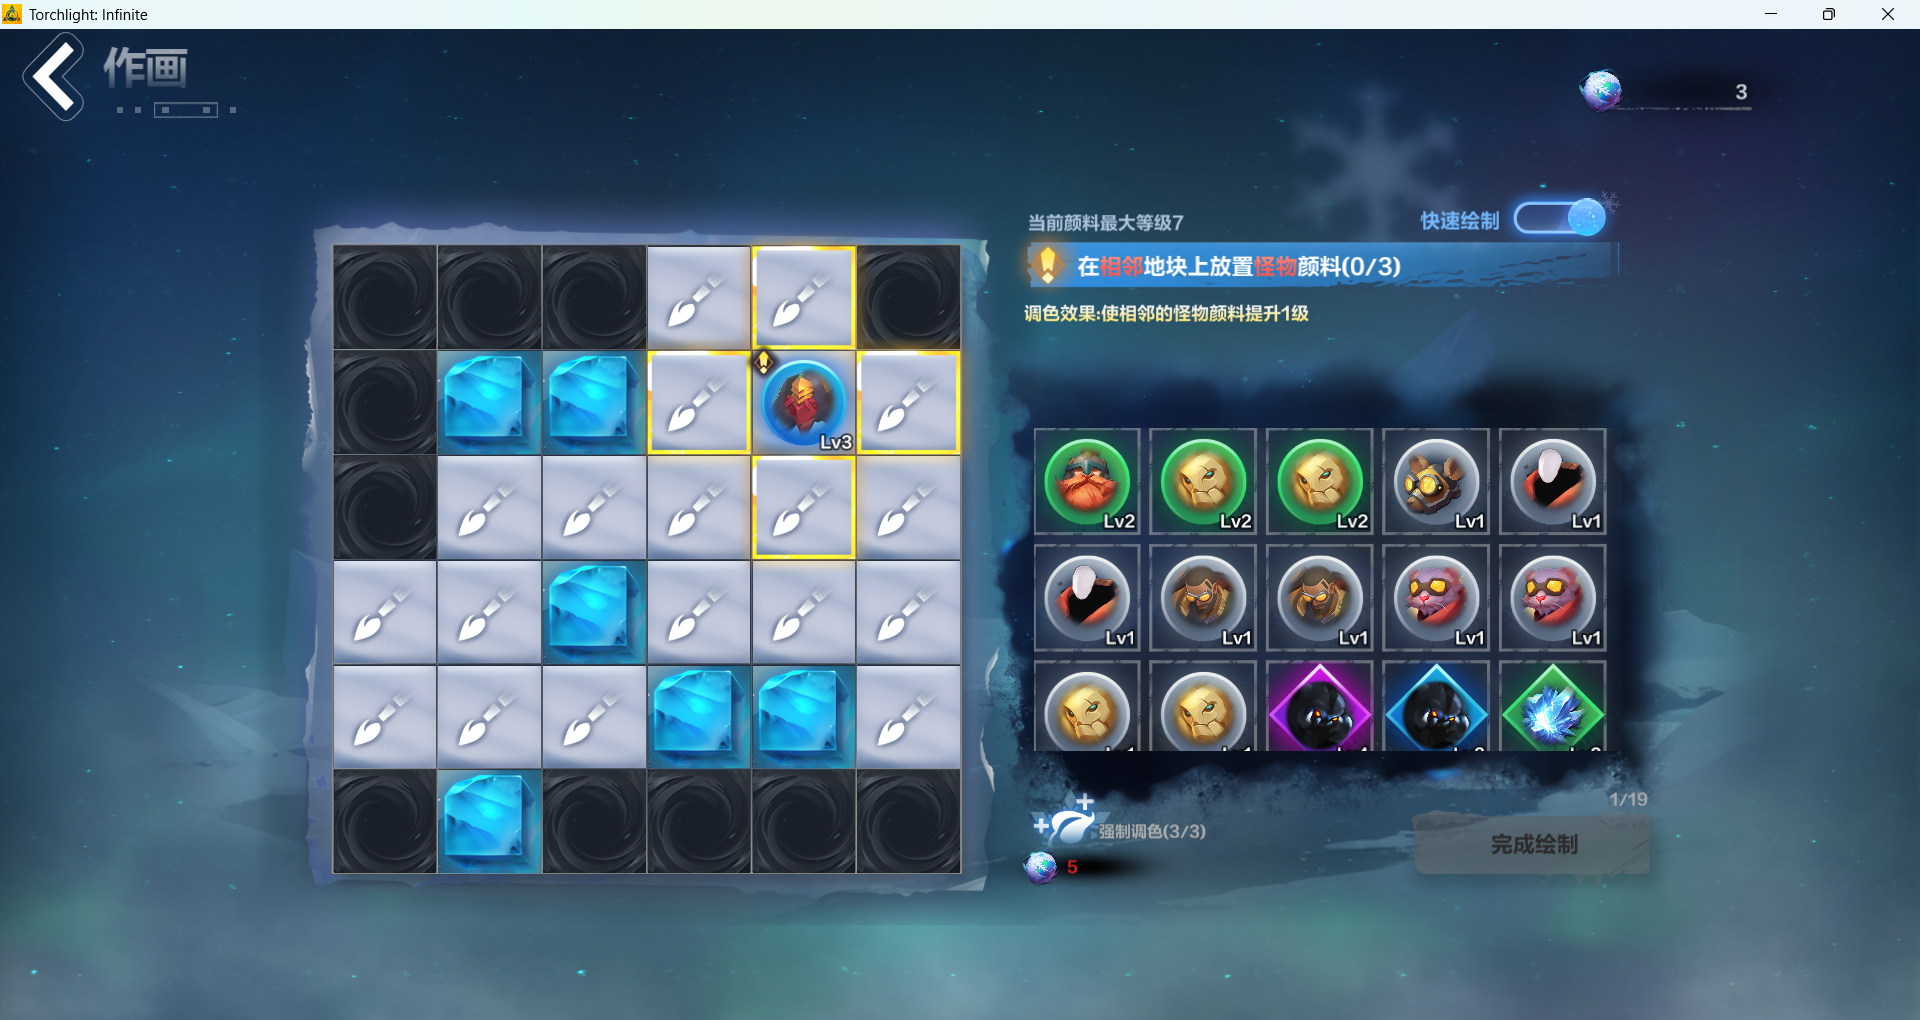 Torchlight: Infinite
作画
3
当前颜料最大等级7
快速绘制
在相邻地块上放置怪物颜料(0/3)
调色效果:使相邻的怪物颜料提升1级
Lv3
Lv2
Lv2
Lv2
Lv1
Lv1
Lv1
Lv1
Lv1
Lv1
Lv1
1/19
强制调色(3/3)
完成绘制
5